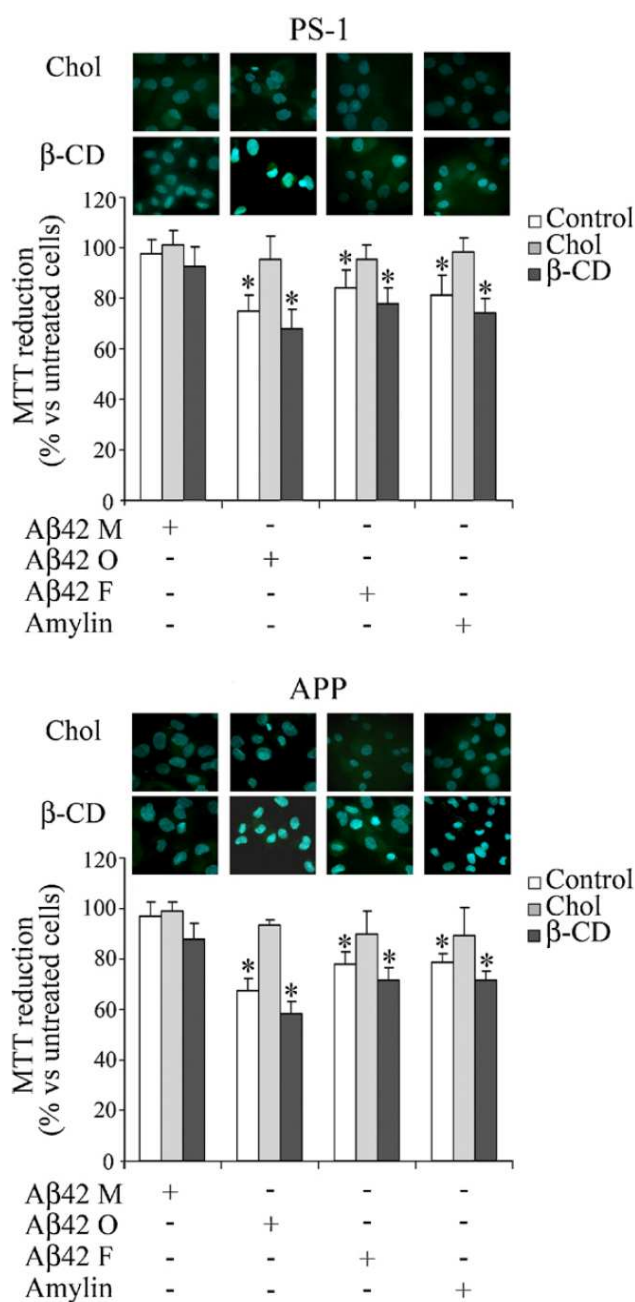 PS-1
Chol
β-CD
120
100
80
60
40
20
0
MTT reduction
(% vs untreated cells)
* * * * * *
Control
Chol
β-CD
Aβ42 M + - - -
Aβ42 O - + - -
Aβ42 F - - + -
Amylin - - - +
APP
Chol
β-CD
120
100
80
60
40
20
0
MTT reduction
(% vs untreated cells)
* * * * * *
Control
Chol
β-CD
Aβ42 M + - - -
Aβ42 O - + - -
Aβ42 F - - + -
Amylin - - - +